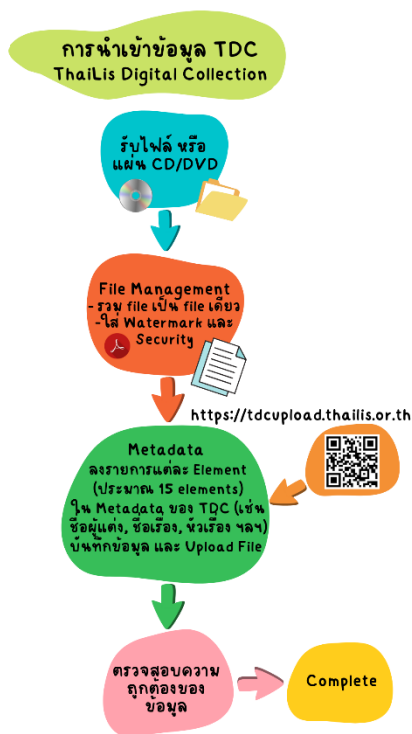 การนำเข้าข้อมูล TDC
ThaiLis Digital Collection
รับไฟล์ หรือ
แผ่น CD/DVD
File Management
- รวม file เป็น file เดียว
-ใส่ Watermark และ
Security
https://tdcupload.thailis.or.th
Metadata
ลงรายการแต่ละ Element
(ประมาณ 15 elements)
ใน Metadata ของ TDC (เช่น
ชื่อผู้แต่ง, ชื่อเรื่อง, หัวเรื่อง ฯลฯ)
บันทึกข้อมูล และ Upload File
ตรวจสอบความ
ถูกต้องของ
ข้อมูล
Complete